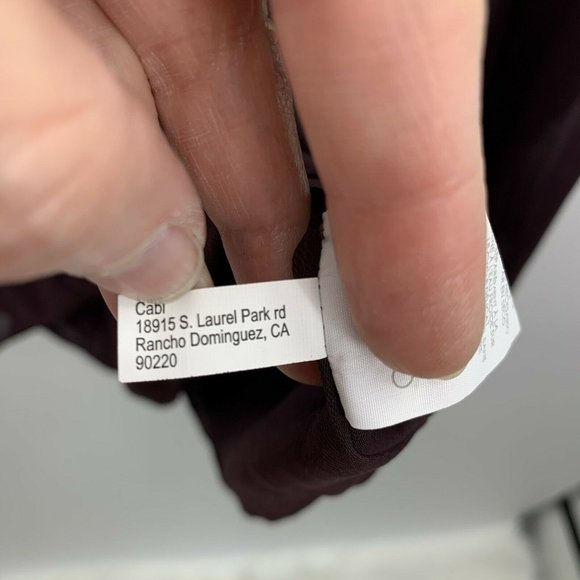 Cabi
18915 S. Laurel Park rd
Rancho Dominguez, CA
90220